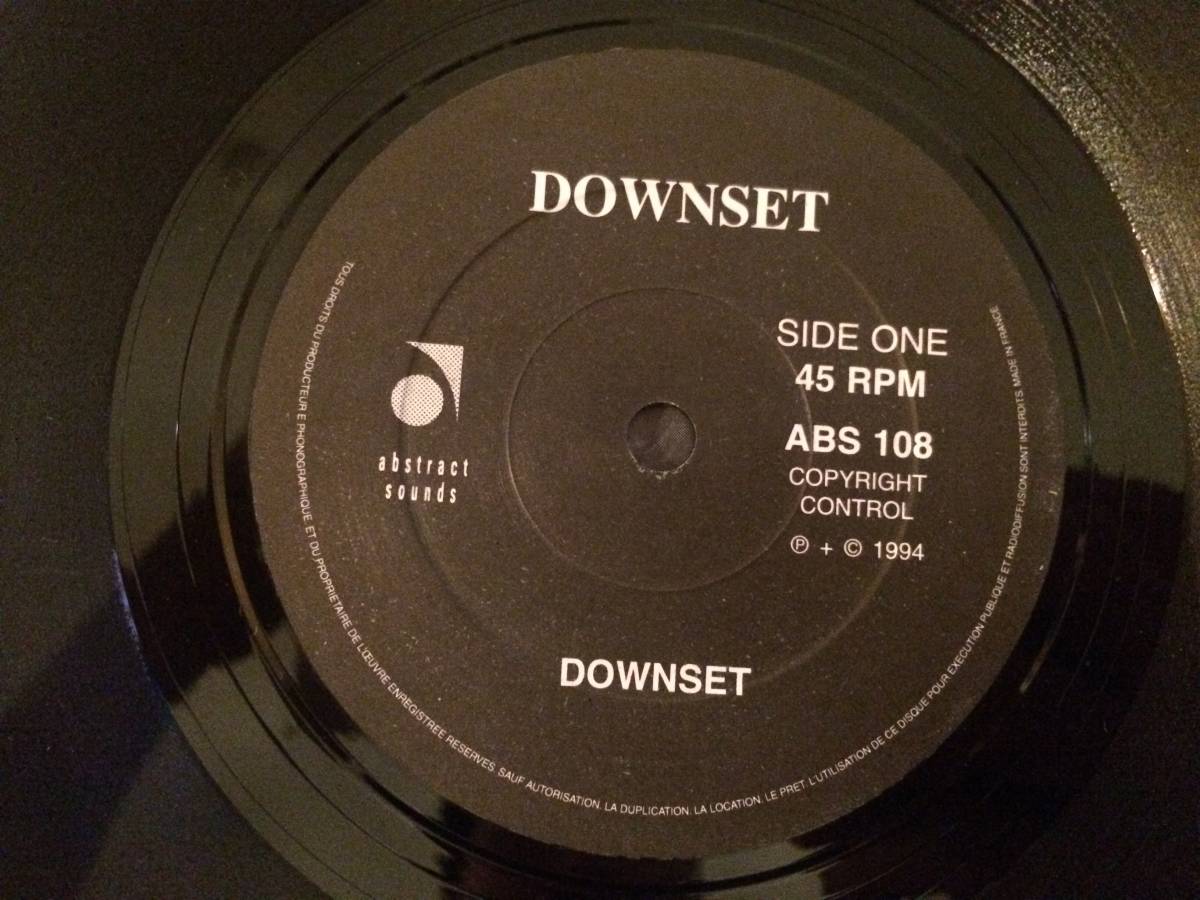 DOWNSET
SIDE ONE
45 RPM
ABS 108
COPYRIGHT
CONTROL
℗ + © 1994
abstract
sounds
DOWNSET
TOUS DROITS DU PRODUCTEUR E PHONOGRAPHIQUE ET DU PROPRIETAIRE DE L'ŒUVRE ENREGISTREE RESERVES. SAUF AUTORISATION. LA DUPLICATION. LA LOCATION. LE PRET. L'UTILISATION DE CE DISQUE POUR EXECUTION PUBLIQUE ET RADIODIFFUSION SONT INTERDITS. MADE IN FRANCE